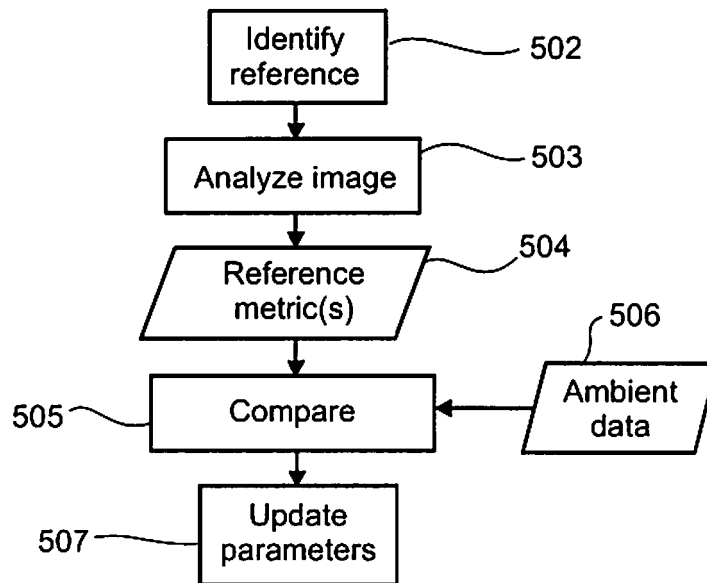 Identify
reference
502
503
Analyze image
504
Reference
metric(s)
506
505
Compare
Ambient
data
507
Update
parameters